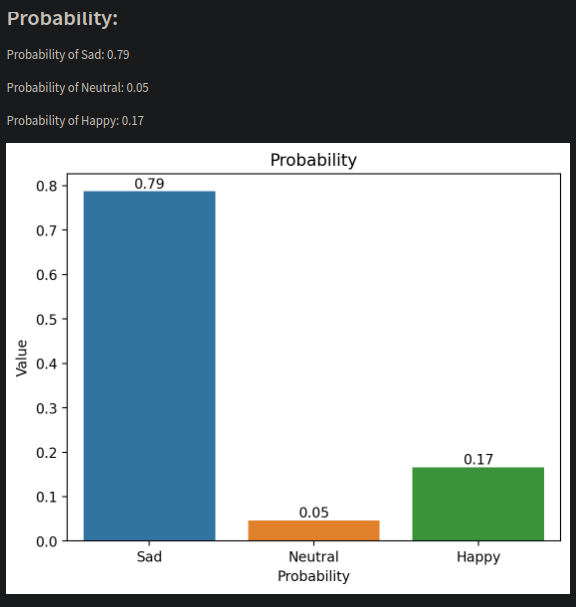 Probability:
Probability of Sad: 0.79
Probability of Neutral: 0.05
Probability of Happy: 0.17
Probability
0.79
0.8
0.7
0.6
0.5
Value
0.4
0.3
0.2
0.17
0.1
0.05
0.0
Sad Neutral Happy
Probability